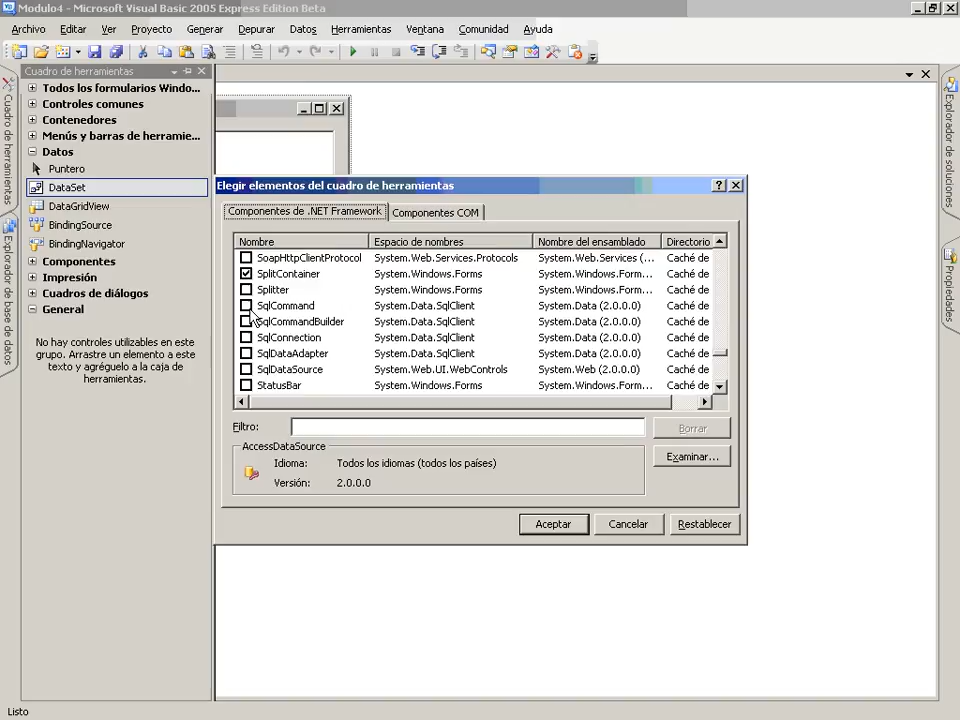 Modulo4 - Microsoft Visual Basic 2005 Express Edition Beta
Archivo Editar Ver Proyecto Generar Depurar Datos Herramientas Ventana Comunidad Ayuda
Cuadro de herramientas
Todos los formularios Windo...
Controles comunes
Contenedores
Menús y barras de herramie...
Datos
Puntero
DataSet
DataGridView
BindingSource
BindingNavigator
Componentes
Impresión
Cuadros de diálogos
General
No hay controles utilizables en este
grupo. Arrastre un elemento a este
texto y agréguelo a la caja de
herramientas.
Cuadro de herramientas
Explorador de base de datos
Elegir elementos del cuadro de herramientas
Componentes de .NET Framework Componentes COM
Nombre Espacio de nombres Nombre del ensamblado Directorio
SoapHttpClientProtocol System.Web.Services.Protocols System.Web.Services (... Caché de
SplitContainer System.Windows.Forms System.Windows.Form... Caché de
Splitter System.Windows.Forms System.Windows.Form... Caché de
SqlCommand System.Data.SqlClient System.Data (2.0.0.0) Caché de
SqlCommandBuilder System.Data.SqlClient System.Data (2.0.0.0) Caché de
SqlConnection System.Data.SqlClient System.Data (2.0.0.0) Caché de
SqlDataAdapter System.Data.SqlClient System.Data (2.0.0.0) Caché de
SqlDataSource System.Web.UI.WebControls System.Web (2.0.0.0) Caché de
StatusBar System.Windows.Forms System.Windows.Form... Caché de
Filtro:
Borrar
AccessDataSource
Idioma: Todos los idiomas (todos los países)
Versión: 2.0.0.0
Examinar...
Aceptar Cancelar Restablecer
Explorador de soluciones
Propiedades
Listo